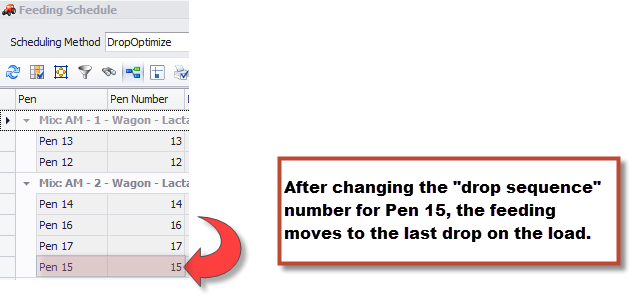 Feeding Schedule
Scheduling Method DropOptimize
Pen Pen Number
Mix: AM - 1 - Wagon - Lacta
Pen 13 13
Pen 12 12
Mix: AM - 2 - Wagon - Lacta
Pen 14 14
Pen 16 16
Pen 17 17
Pen 15 15
After changing the "drop sequence"
number for Pen 15, the feeding
moves to the last drop on the load.